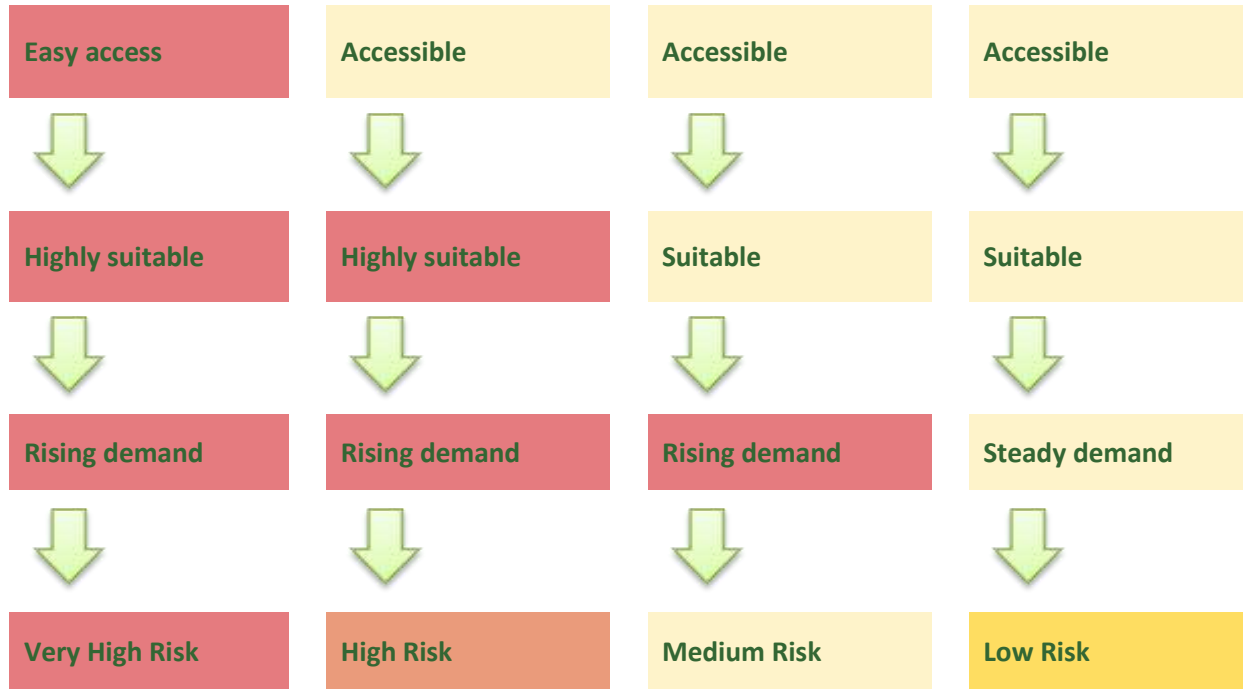 Easy access
Accessible
Accessible
Accessible
Highly suitable
Highly suitable
Suitable
Suitable
Rising demand
Rising demand
Rising demand
Steady demand
Very High Risk
High Risk
Medium Risk
Low Risk